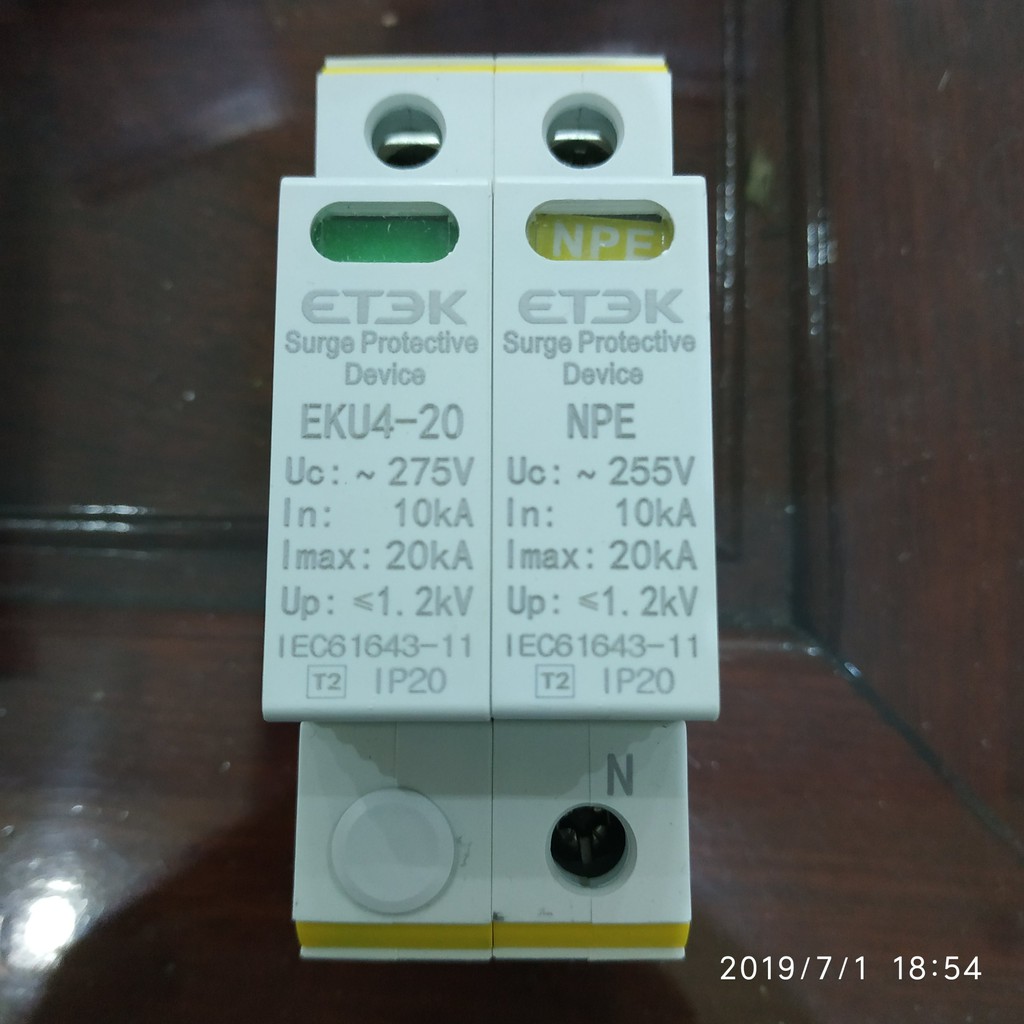 NPE
ETEK
Surge Protective
Device
EKU4-20
Uc: ~ 275V
In: 10kA
Imax: 20kA
Up: ≤1.2kV
IEC61643-11
T2 IP20
ETEK
Surge Protective
Device
NPE
Uc: ~ 255V
In: 10kA
Imax: 20kA
Up: ≤1.2kV
IEC61643-11
T2 IP20
N
2019/7/1 18:54